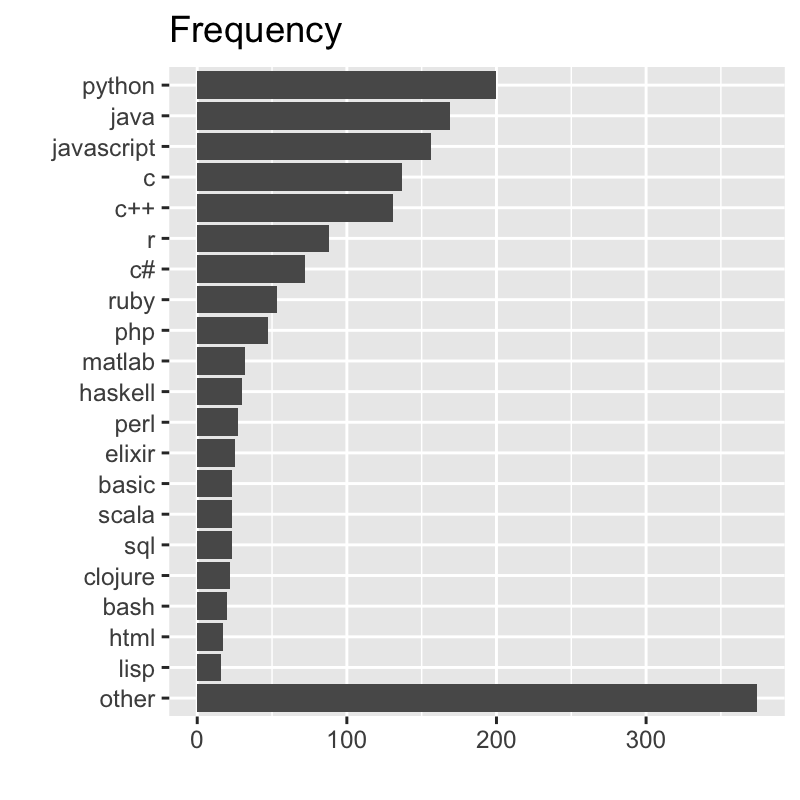 Frequency
python
java
javascript
c
c++
r
c#
ruby
php
matlab
haskell
perl
elixir
basic
scala
sql
clojure
bash
html
lisp
other
0 100 200 300